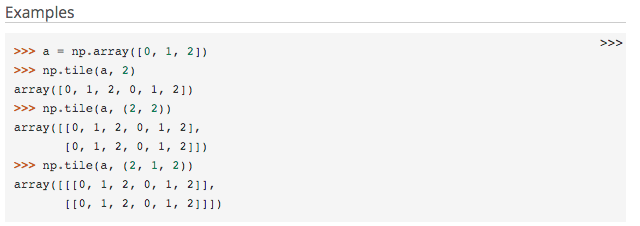 Examples
>>>
>>> a = np.array([0, 1, 2])
>>> np.tile(a, 2)
array([0, 1, 2, 0, 1, 2])
>>> np.tile(a, (2, 2))
array([[0, 1, 2, 0, 1, 2],
       [0, 1, 2, 0, 1, 2]])
>>> np.tile(a, (2, 1, 2))
array([[[0, 1, 2, 0, 1, 2]],
       [[0, 1, 2, 0, 1, 2]]])